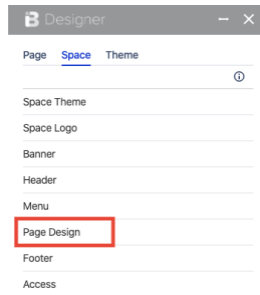 Designer
Page Space Theme
Space Theme
Space Logo
Banner
Header
Menu
Page Design
Footer
Access